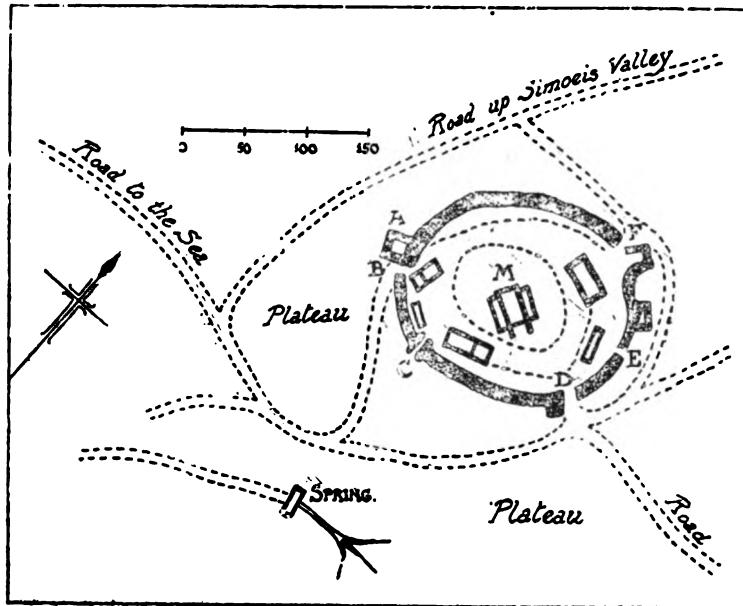 Road up Simoeis Valley
0 50 100 150
Road to the Sea
A
F
B
M
Plateau
C
E
D
SPRING.
Plateau
Road